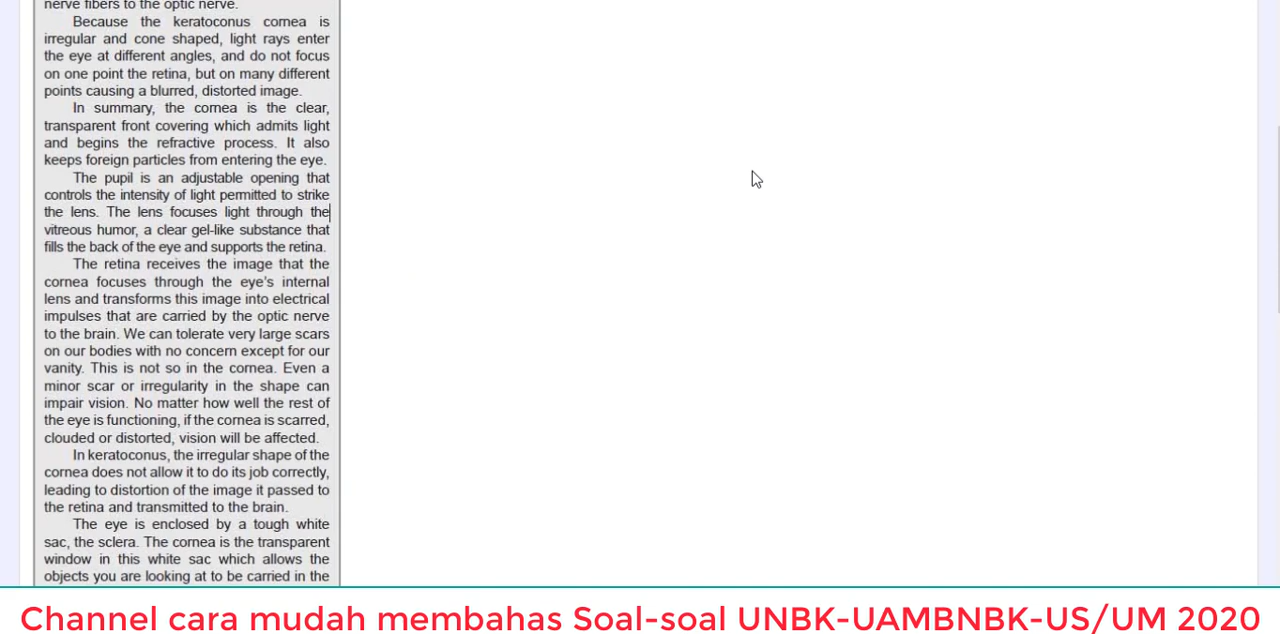 nerve fibers to the optic nerve.
Because the keratoconus cornea is
irregular and cone shaped, light rays enter
the eye at different angles, and do not focus
on one point the retina, but on many different
points causing a blurred, distorted image.
In summary, the cornea is the clear,
transparent front covering which admits light
and begins the refractive process. It also
keeps foreign particles from entering the eye.
The pupil is an adjustable opening that
controls the intensity of light permitted to strike
the lens. The lens focuses light through the
vitreous humor, a clear gel-like substance that
fills the back of the eye and supports the retina.
The retina receives the image that the
cornea focuses through the eye's internal
lens and transforms this image into electrical
impulses that are carried by the optic nerve
to the brain. We can tolerate very large scars
on our bodies with no concern except for our
vanity. This is not so in the cornea. Even a
minor scar or irregularity in the shape can
impair vision. No matter how well the rest of
the eye is functioning, if the cornea is scarred,
clouded or distorted, vision will be affected.
In keratoconus, the irregular shape of the
cornea does not allow it to do its job correctly,
leading to distortion of the image it passed to
the retina and transmitted to the brain.
The eye is enclosed by a tough white
sac, the sclera. The cornea is the transparent
window in this white sac which allows the
objects you are looking at to be carried in the
Channel cara mudah membahas Soal-soal UNBK-UAMBNBK-US/UM 2020